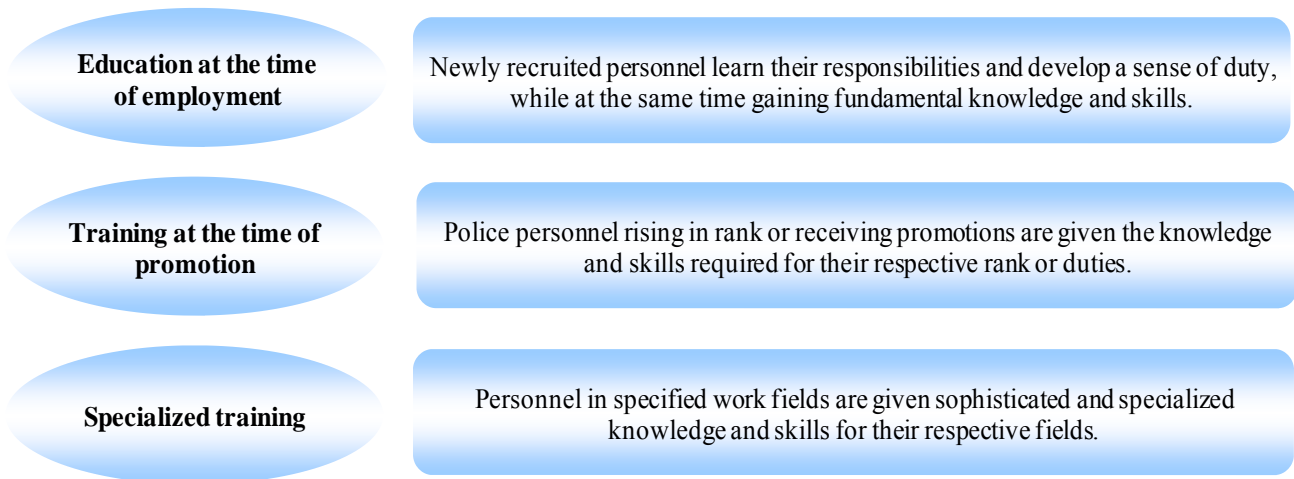 Education at the time
of employment
Newly recruited personnel learn their responsibilities and develop a sense of duty,
while at the same time gaining fundamental knowledge and skills.
Training at the time of
promotion
Police personnel rising in rank or receiving promotions are given the knowledge
and skills required for their respective rank or duties.
Specialized training
Personnel in specified work fields are given sophisticated and specialized
knowledge and skills for their respective fields.